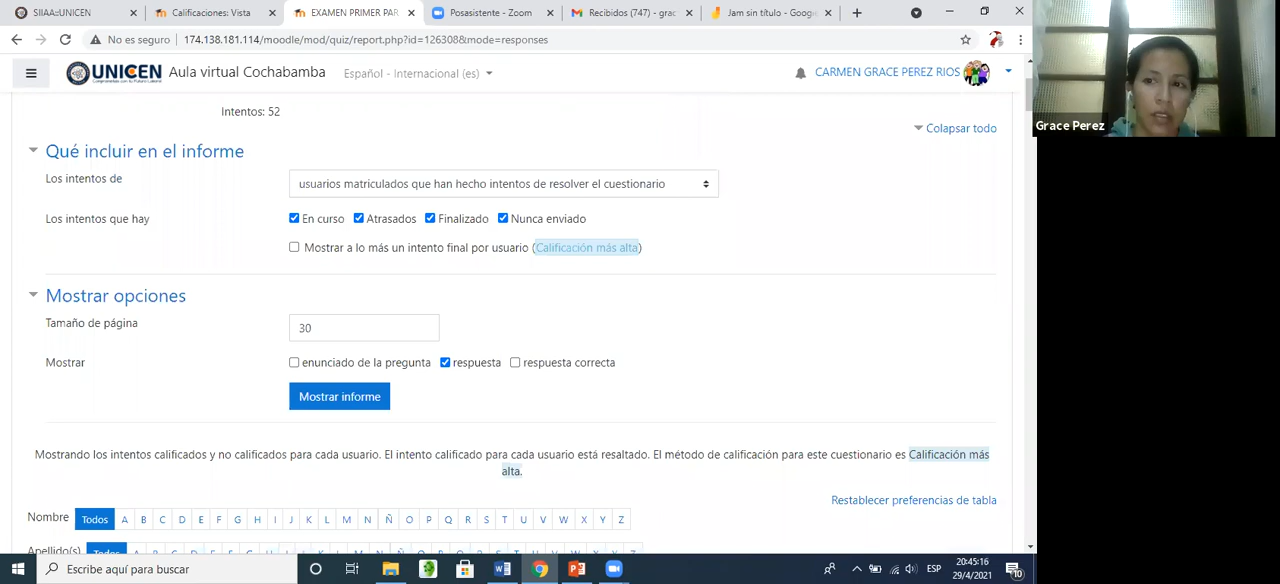 SIIAA::UNICEN
Calificaciones: Vista
EXAMEN PRIMER PAR
Posasistente - Zoom
Recibidos (747) - grac
Jam sin título - Google
No es seguro | 174.138.181.114/moodle/mod/quiz/report.php?id=126308&mode=responses
UNICEN Aula virtual Cochabamba Español - Internacional (es) CARMEN GRACE PEREZ RIOS
Intentos: 52
Grace Perez
Colapsar todo
Qué incluir en el informe
Los intentos de usuarios matriculados que han hecho intentos de resolver el cuestionario
Los intentos que hay En curso Atrasados Finalizado Nunca enviado
Mostrar a lo más un intento final por usuario (Calificación más alta)
Mostrar opciones
Tamaño de página 30
Mostrar enunciado de la pregunta respuesta respuesta correcta
Mostrar informe
Mostrando los intentos calificados y no calificados para cada usuario. El intento calificado para cada usuario está resaltado. El método de calificación para este cuestionario es Calificación más
alta.
Restablecer preferencias de tabla
Nombre Todos A B C D E F G H I J K L M N Ñ O P Q R S T U V W X Y Z
Apellido(s) Todos A B C D E F G H I J K L M N Ñ O P Q R S T U V W X Y Z
Escribe aquí para buscar
ESP
20:45:16
29/4/2021
10